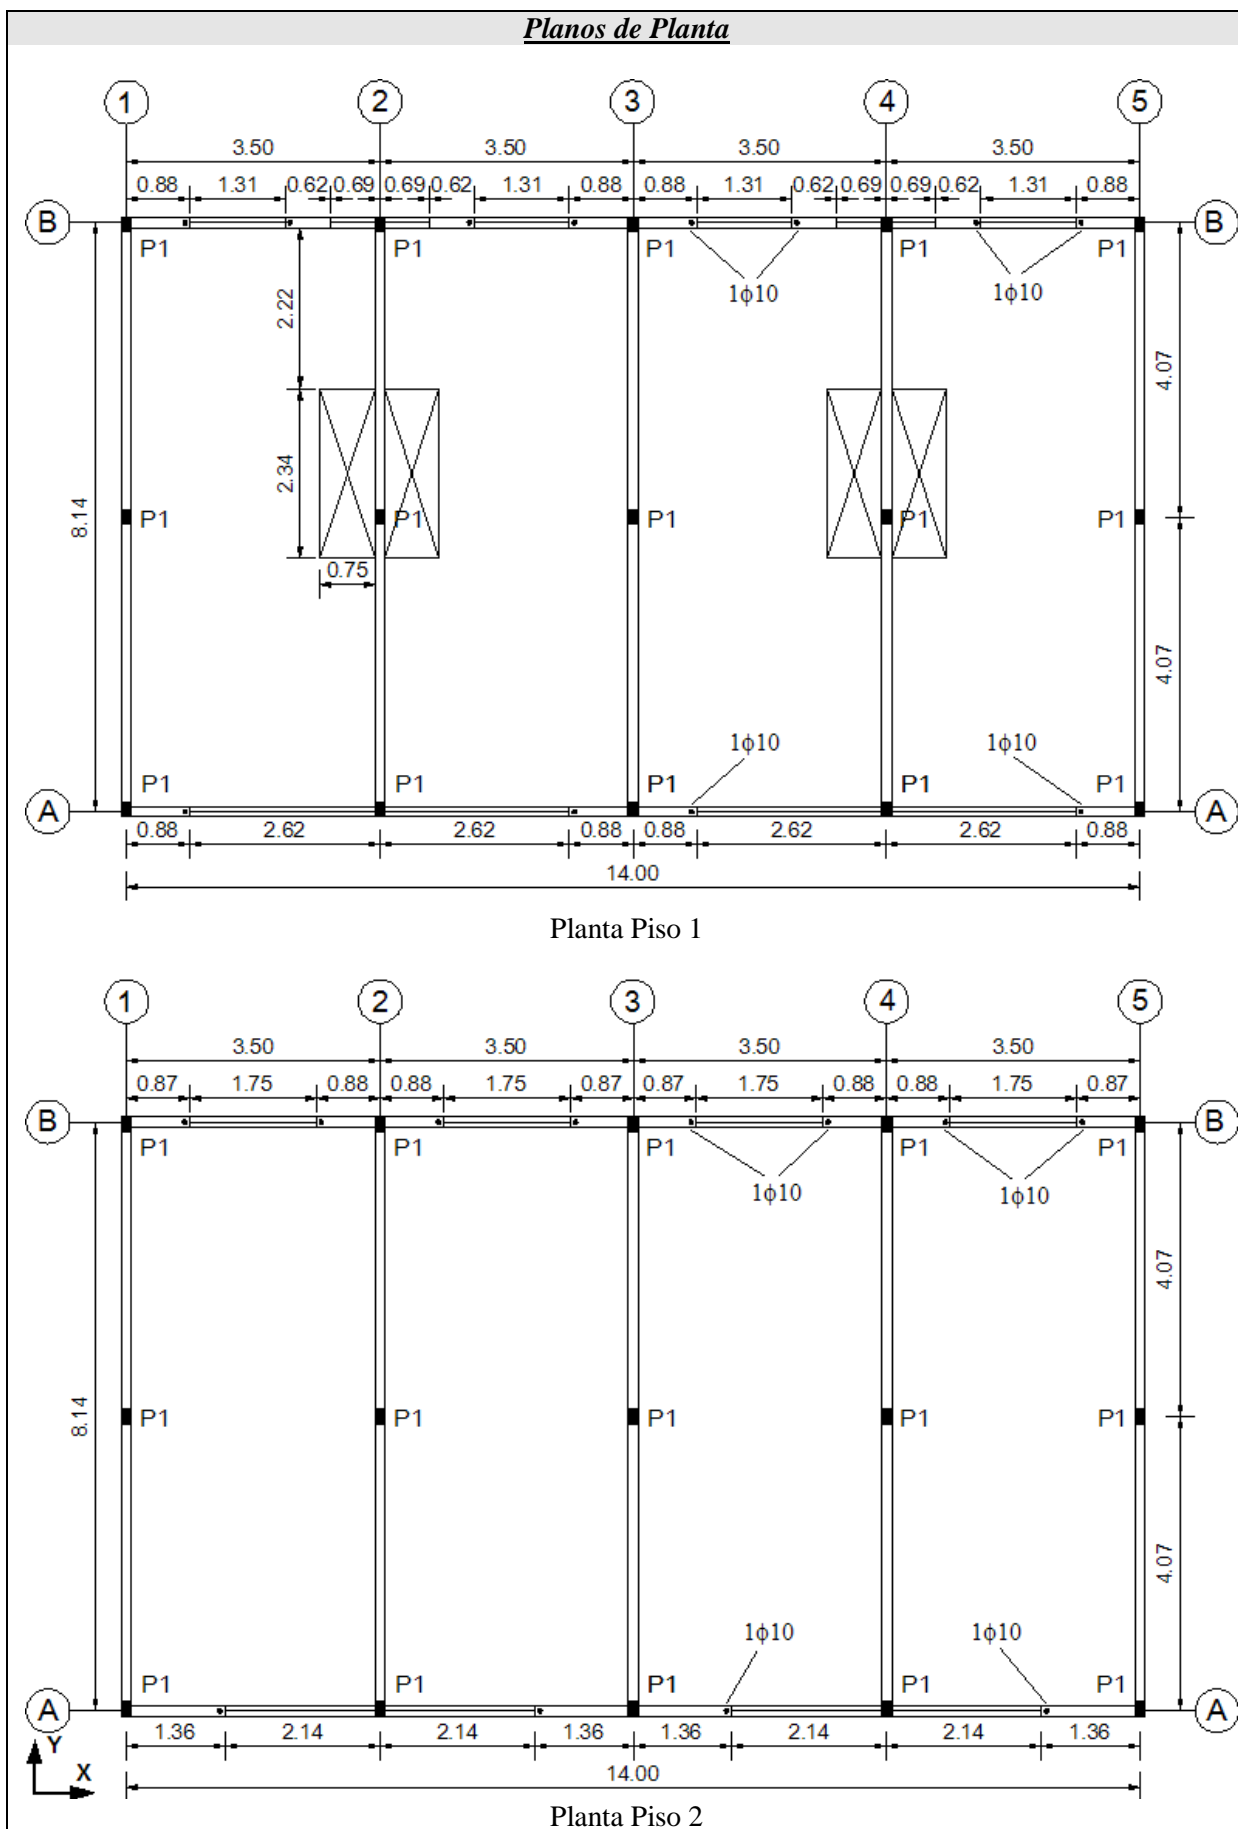 Planos de Planta
1 2 3 4 5
3.50 3.50 3.50 3.50
0.88 1.31 0.62 0.69 0.69 0.62 1.31 0.88 0.88 1.31 0.62 0.69 0.69 0.62 1.31 0.88
B B
P1 P1 P1 P1 P1
1ϕ10 1ϕ10
2.22
4.07
2.34
8.14
P1 P1 P1 P1 P1
0.75
4.07
1ϕ10 1ϕ10
P1 P1 P1 P1 P1
A A
0.88 2.62 2.62 0.88 0.88 2.62 2.62 0.88
14.00
Planta Piso 1
1 2 3 4 5
3.50 3.50 3.50 3.50
0.87 1.75 0.88 0.88 1.75 0.87 0.87 1.75 0.88 0.88 1.75 0.87
B B
P1 P1 P1 P1 P1
1ϕ10 1ϕ10
4.07
8.14
P1 P1 P1 P1 P1
4.07
1ϕ10 1ϕ10
P1 P1 P1 P1 P1
A A
1.36 2.14 2.14 1.36 1.36 2.14 2.14 1.36
Y
X
14.00
Planta Piso 2